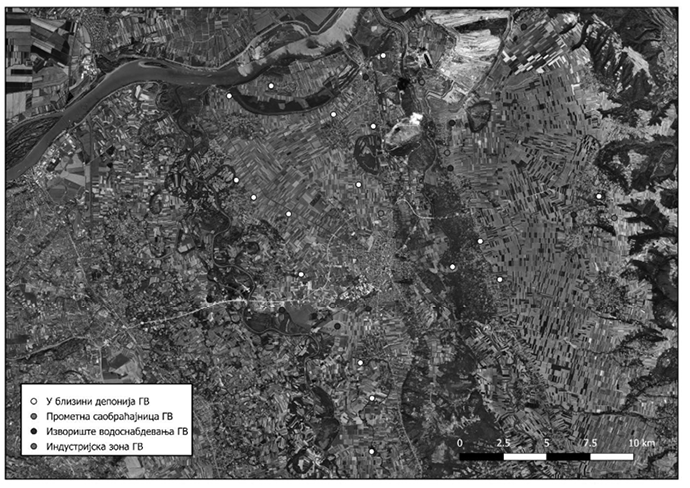 У близини депонија ГВ
Прометна саобраћајница ГВ
Извориште водоснабдевања ГВ
Индустријска зона ГВ
0 2.5 5 7.5 10 km